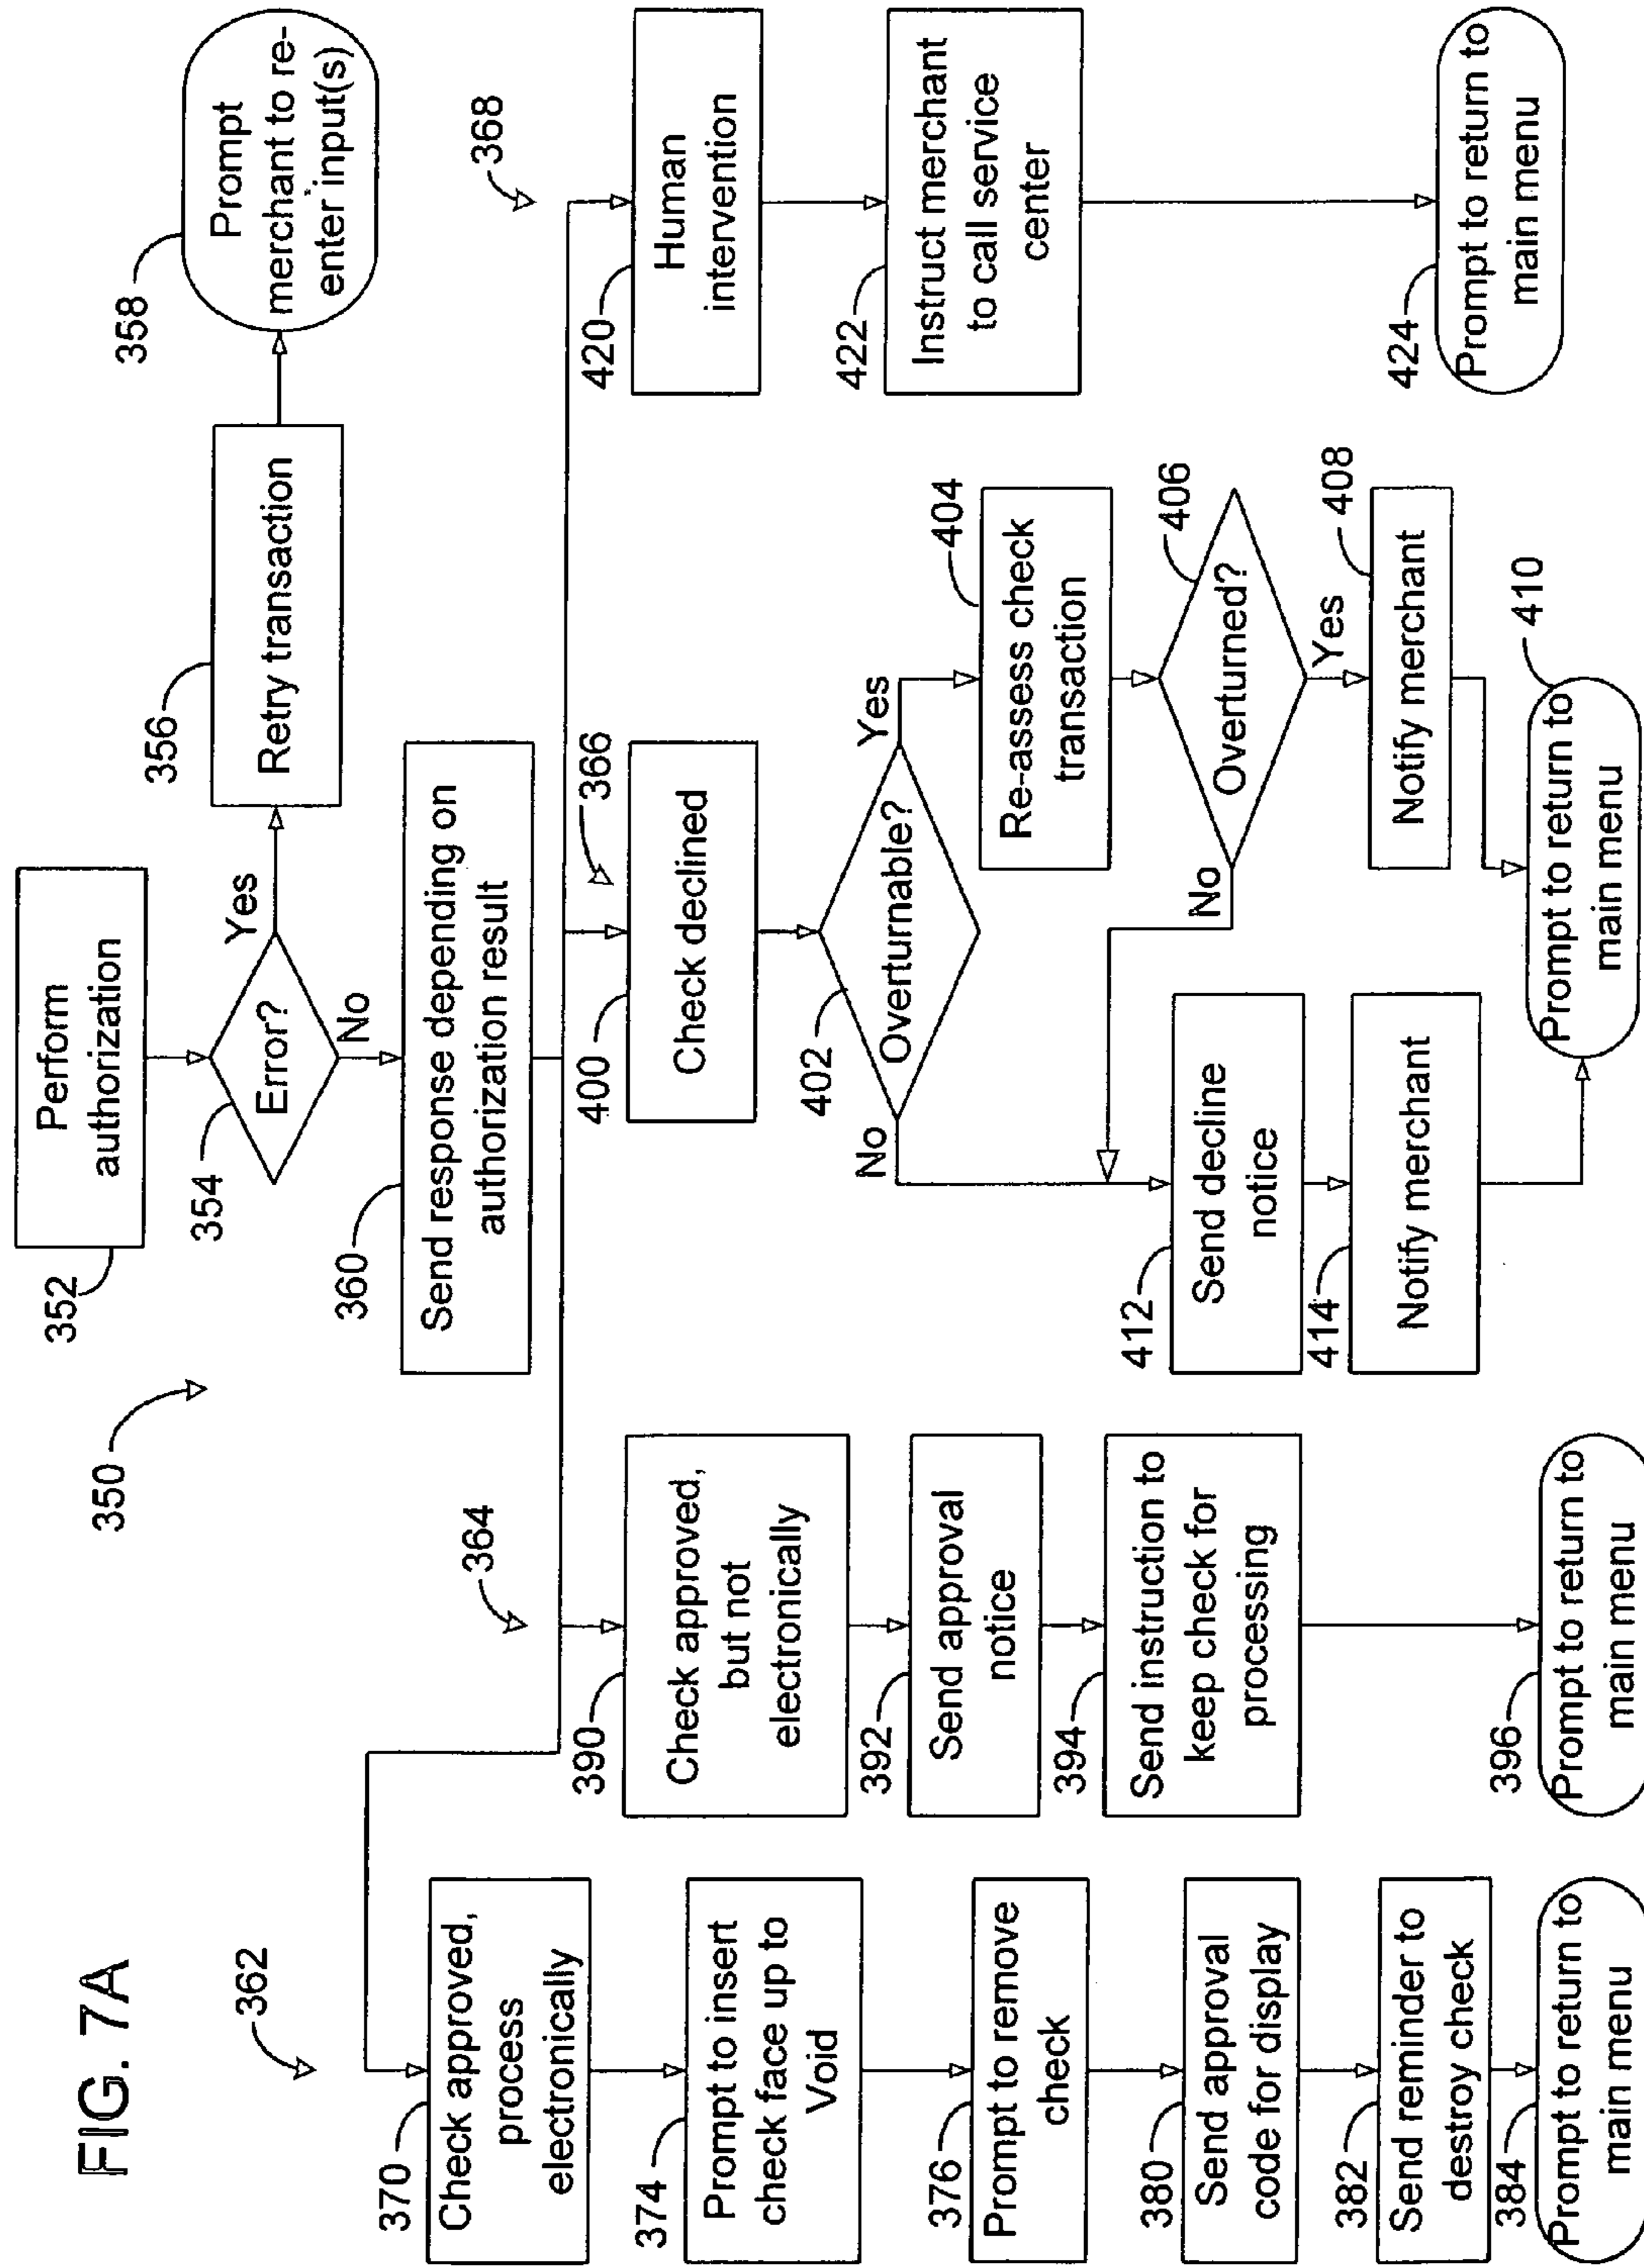 FIG. 7A
350
352
Perform
authorization
354
Error?
Yes
No
356
Retry transaction
358
Prompt
merchant to re-
enter input(s)
360
Send response depending on
authorization result
362
370
Check approved,
process
electronically
374
Prompt to insert
check face up to
Void
376
Prompt to remove
check
380
Send approval
code for display
382
Send reminder to
destroy check
384
Prompt to return to
main menu
364
390
Check approved,
but not
electronically
392
Send approval
notice
394
Send instruction to
keep check for
processing
396
Prompt to return to
main menu
366
400
Check declined
402
Overturnable?
No
Yes
404
Re-assess check
transaction
406
Overturned?
No
Yes
408
Notify merchant
412
Send decline
notice
414
Notify merchant
410
Prompt to return to
main menu
368
420
Human
intervention
422
Instruct merchant
to call service
center
424
Prompt to return to
main menu